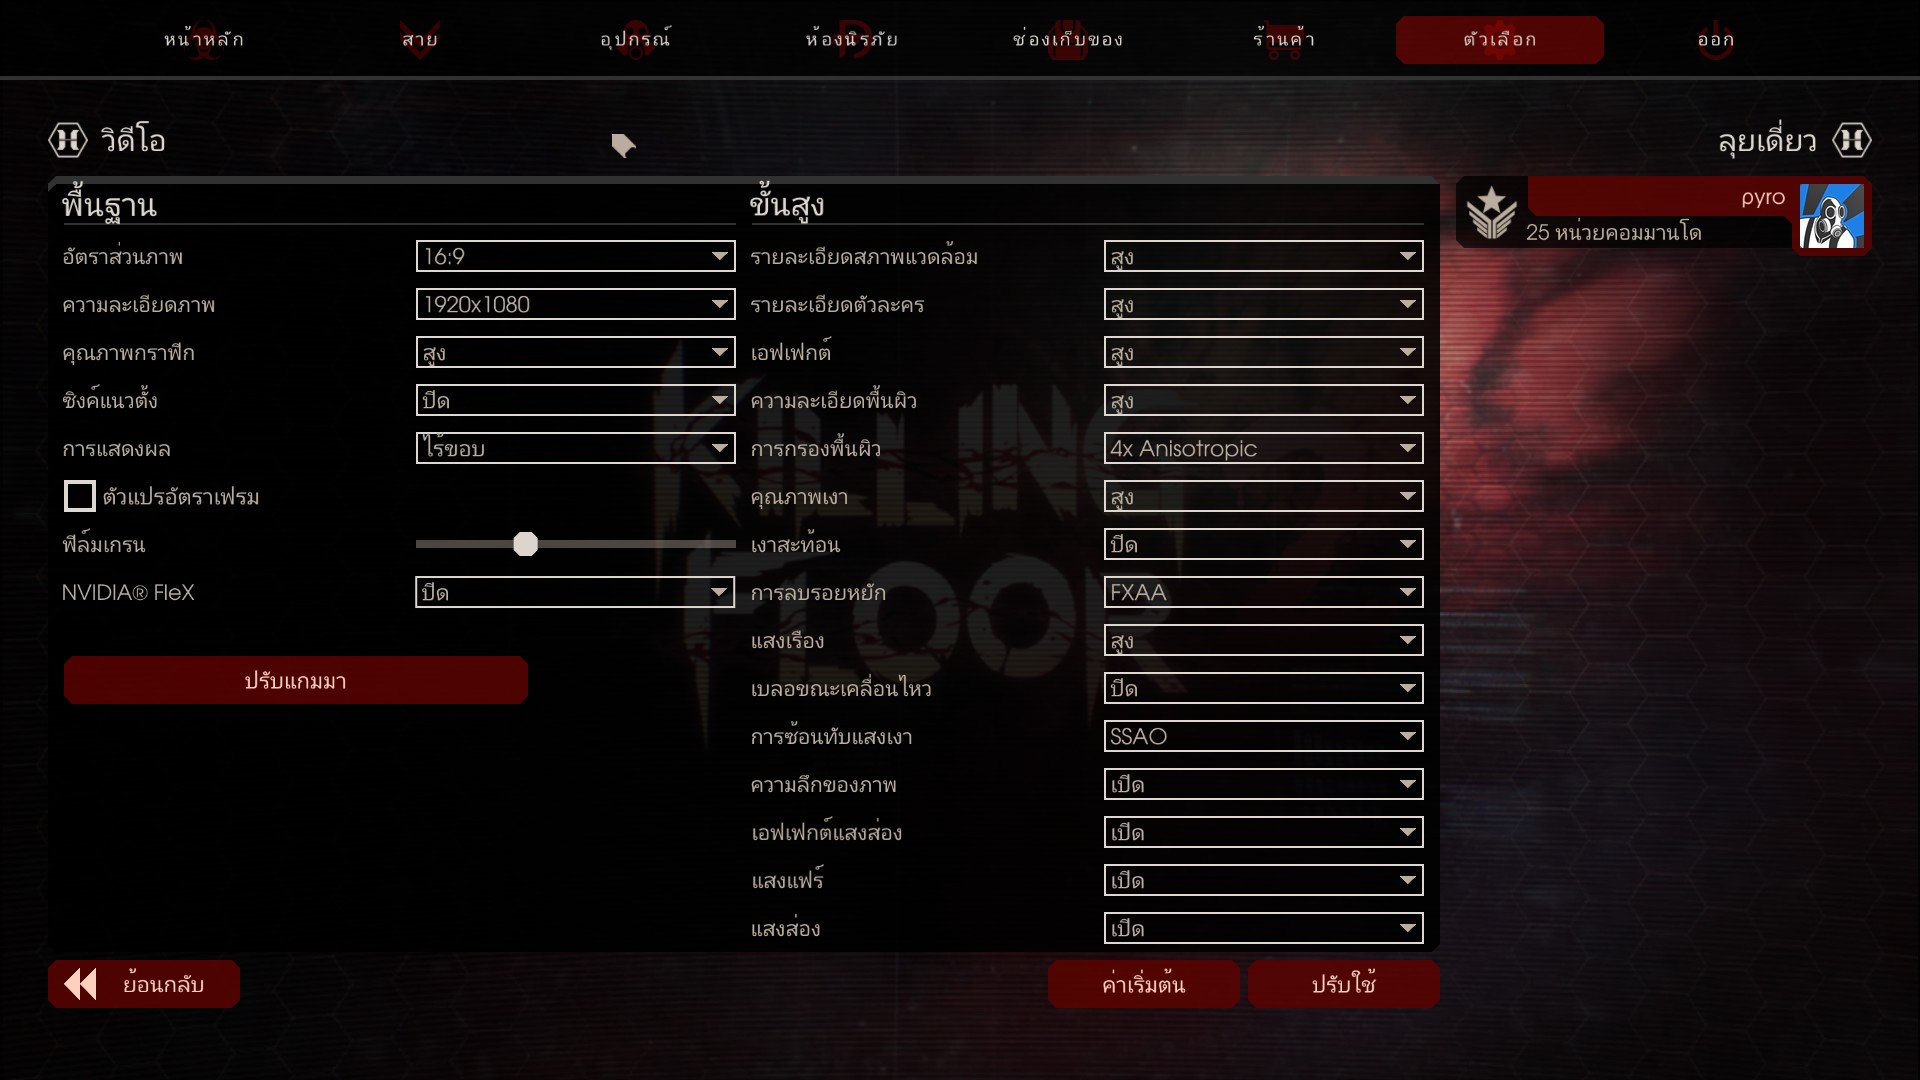 หน้าหลัก สาย อุปกรณ์ ห้องนิรภัย ช่องเก็บของ ร้านค้า ตัวเลือก ออก
วิดีโอ
ลุยเดี่ยว
pyro
25 หน่วยคอมมานโด
พื้นฐาน
อัตราส่วนภาพ 16:9
ความละเอียดภาพ 1920x1080
คุณภาพกราฟิก สูง
ซิงค์แนวตั้ง ปิด
การแสดงผล ไร้ขอบ
ตัวแปรอัตราเฟรม
ฟิล์มเกรน
NVIDIA® FleX ปิด
ปรับแกมมา
ขั้นสูง
รายละเอียดสภาพแวดล้อม สูง
รายละเอียดตัวละคร สูง
เอฟเฟกต์ สูง
ความละเอียดพื้นผิว สูง
การกรองพื้นผิว 4x Anisotropic
คุณภาพเงา สูง
เงาสะท้อน ปิด
การลบรอยหยัก FXAA
แสงเรือง สูง
เบลอขณะเคลื่อนไหว ปิด
การซ้อนทับแสงเงา SSAO
ความลึกของภาพ เปิด
เอฟเฟกต์แสงส่อง เปิด
แสงแฟร์ เปิด
แสงส่อง เปิด
ย้อนกลับ
ค่าเริ่มต้น
ปรับใช้
KILLING
FLOOR